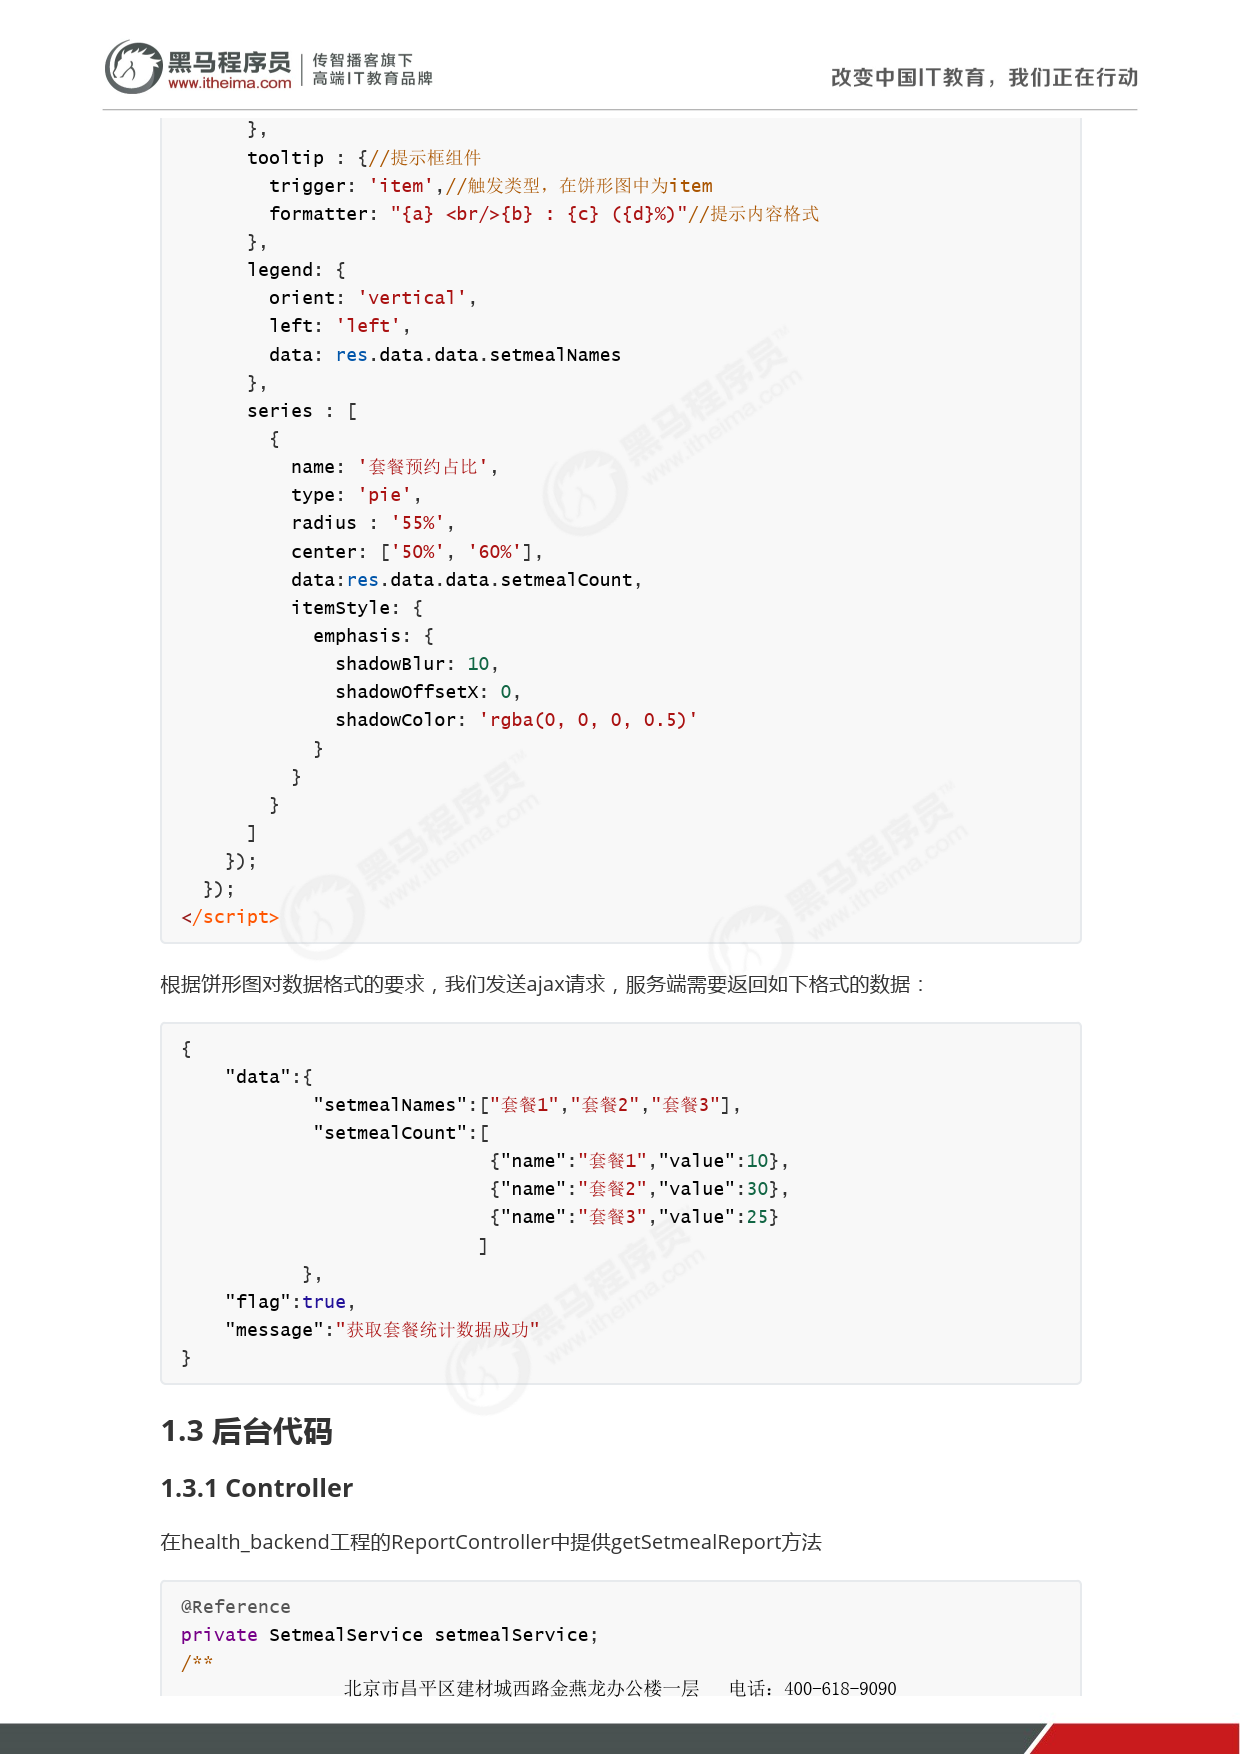 黑马程序员
www.itheima.com
传智播客旗下
高端IT教育品牌
改变中国IT教育，我们正在行动
},
tooltip : {//提示框组件
trigger: 'item',//触发类型，在饼形图中为item
formatter: "{a} <br/>{b} : {c} ({d}%)"//提示内容格式
},
legend: {
orient: 'vertical',
left: 'left',
data: res.data.data.setmealNames
},
series : [
{
name: '套餐预约占比',
type: 'pie',
radius : '55%',
center: ['50%', '60%'],
data:res.data.data.setmealCount,
itemStyle: {
emphasis: {
shadowBlur: 10,
shadowOffsetX: 0,
shadowColor: 'rgba(0, 0, 0, 0.5)'
}
}
}
]
});
});
</script>
根据饼形图对数据格式的要求，我们发送ajax请求，服务端需要返回如下格式的数据：
{
"data":{
"setmealNames":["套餐1","套餐2","套餐3"],
"setmealCount":[
{"name":"套餐1","value":10},
{"name":"套餐2","value":30},
{"name":"套餐3","value":25}
]
},
"flag":true,
"message":"获取套餐统计数据成功"
}
1.3 后台代码
1.3.1 Controller
在health_backend工程的ReportController中提供getSetmealReport方法
@Reference
private SetmealService setmealService;
/**
北京市昌平区建材城西路金燕龙办公楼一层 电话：400-618-9090